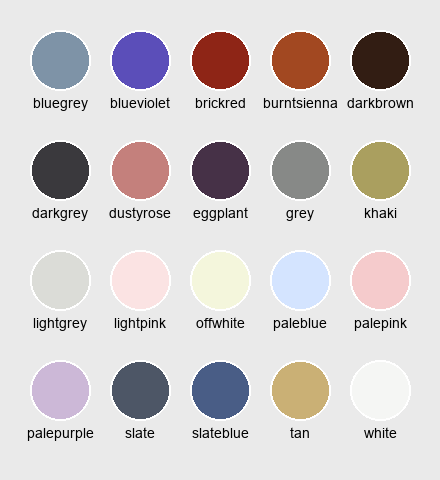 bluegrey blueviolet brickred burntsienna darkbrown
darkgrey dustyrose eggplant grey khaki
lightgrey lightpink offwhite paleblue palepink
palepurple slate slateblue tan white